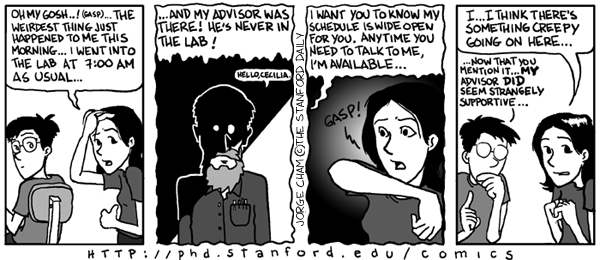 OH MY GOSH..! (GASP)... THE
WEIRDEST THING JUST
HAPPENED TO ME THIS
MORNING... I WENT INTO
THE LAB AT 7:00 AM
AS USUAL...
...AND MY ADVISOR WAS
THERE! HE'S NEVER IN
THE LAB!
HELLO, CECILIA.
JORGE CHAM ©THE STANFORD DAILY
I WANT YOU TO KNOW MY
SCHEDULE IS WIDE OPEN
FOR YOU. ANYTIME YOU
NEED TO TALK TO ME,
I'M AVAILABLE...
GASP!
I...I THINK THERE'S
SOMETHING CREEPY
GOING ON HERE...
...NOW THAT YOU
MENTION IT...MY
ADVISOR DID
SEEM STRANGELY
SUPPORTIVE...
HTTP://phd.stanford.edu/comics